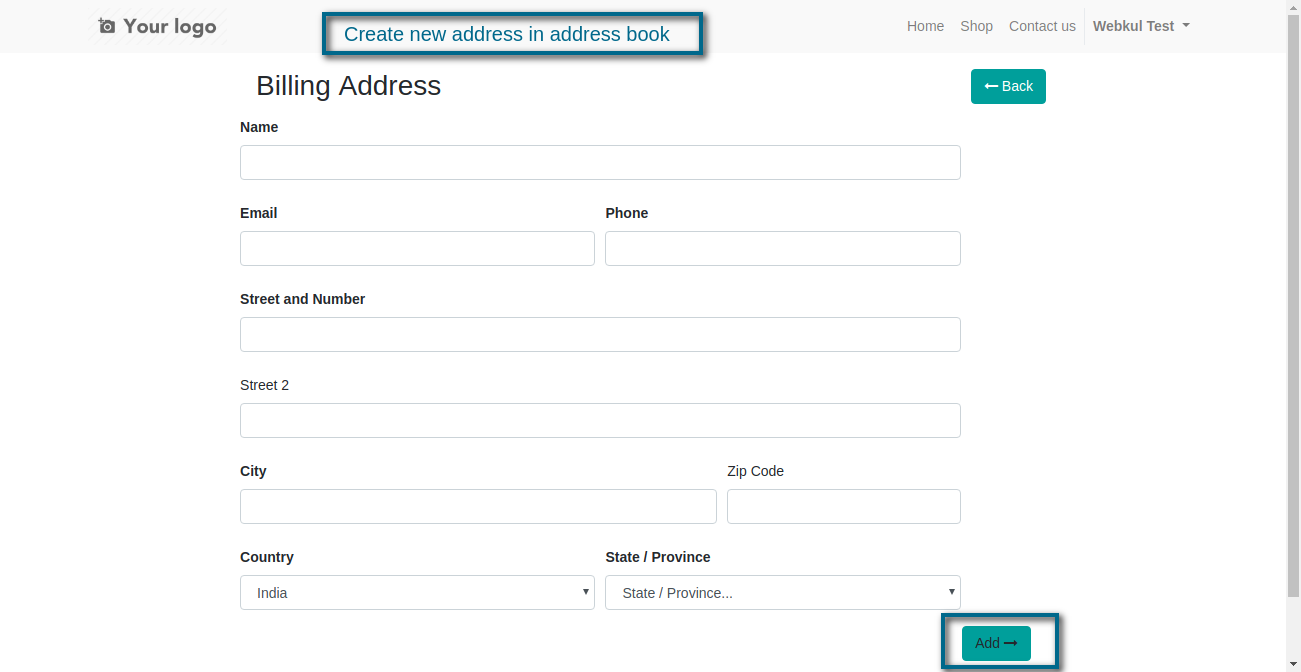 Your logo
Create new address in address book
Home Shop Contact us Webkul Test
Billing Address
← Back
Name
Email Phone
Street and Number
Street 2
City Zip Code
Country State / Province
India State / Province...
Add →